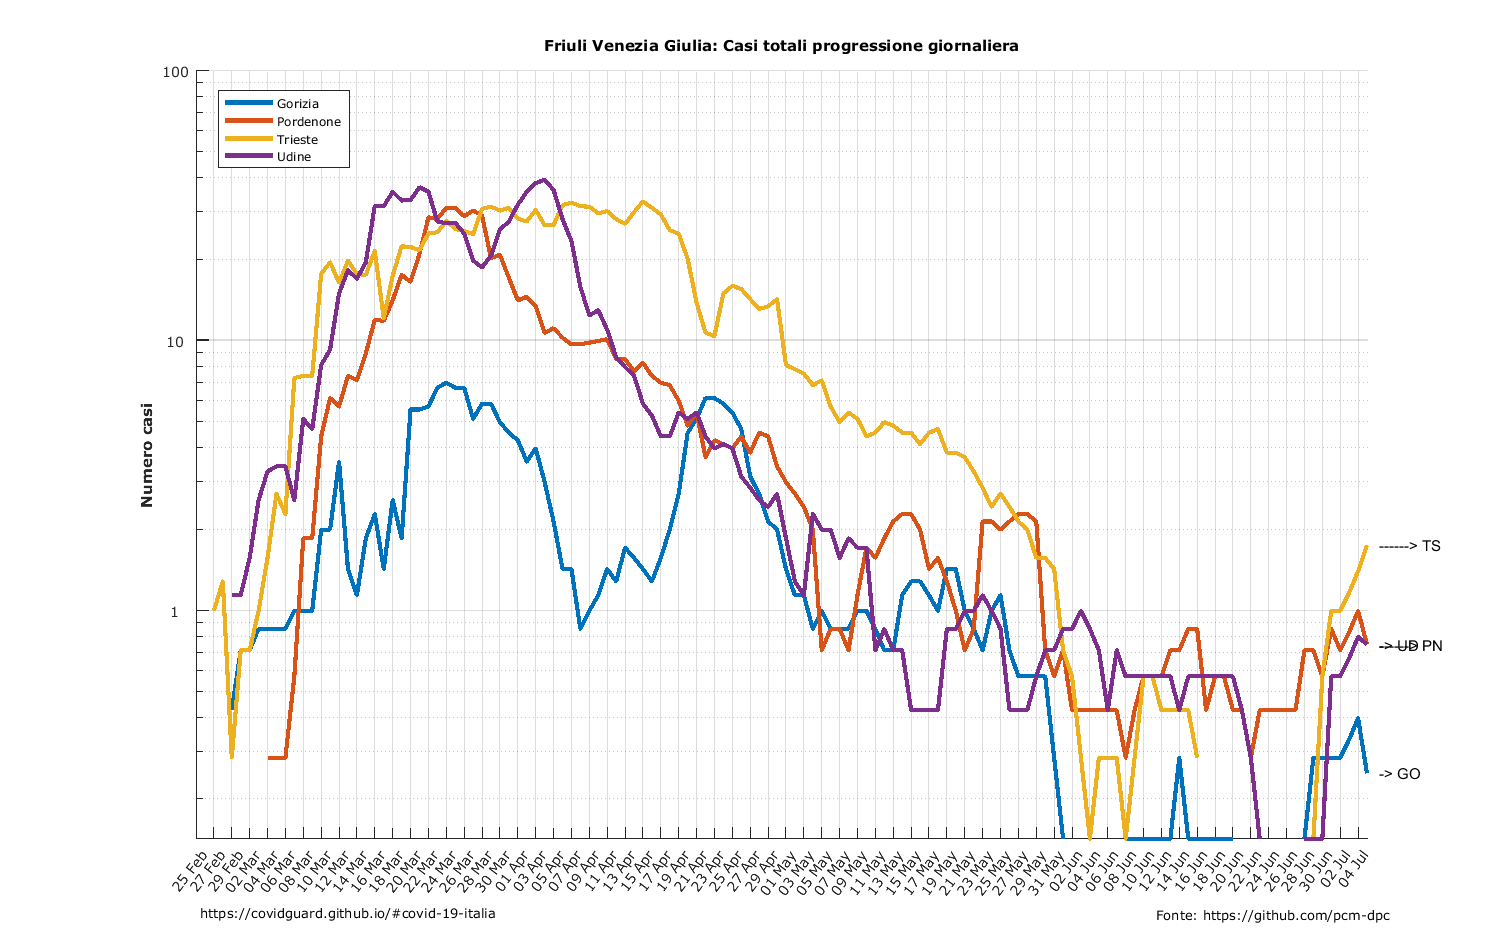 Friuli Venezia Giulia: Casi totali progressione giornaliera
100
10
1
Numero casi
Gorizia
Pordenone
Trieste
Udine
------> TS
-> UD
---> PN
-> GO
25 Feb
27 Feb
29 Feb
02 Mar
04 Mar
06 Mar
08 Mar
10 Mar
12 Mar
14 Mar
16 Mar
18 Mar
20 Mar
22 Mar
24 Mar
26 Mar
28 Mar
30 Mar
01 Apr
03 Apr
05 Apr
07 Apr
09 Apr
11 Apr
13 Apr
15 Apr
17 Apr
19 Apr
21 Apr
23 Apr
25 Apr
27 Apr
29 Apr
01 May
03 May
05 May
07 May
09 May
11 May
13 May
15 May
17 May
19 May
21 May
23 May
25 May
27 May
29 May
31 May
02 Jun
04 Jun
06 Jun
08 Jun
10 Jun
12 Jun
14 Jun
16 Jun
18 Jun
20 Jun
22 Jun
24 Jun
26 Jun
28 Jun
30 Jun
02 Jul
04 Jul
https://covidguard.github.io/#covid-19-italia
Fonte: https://github.com/pcm-dpc